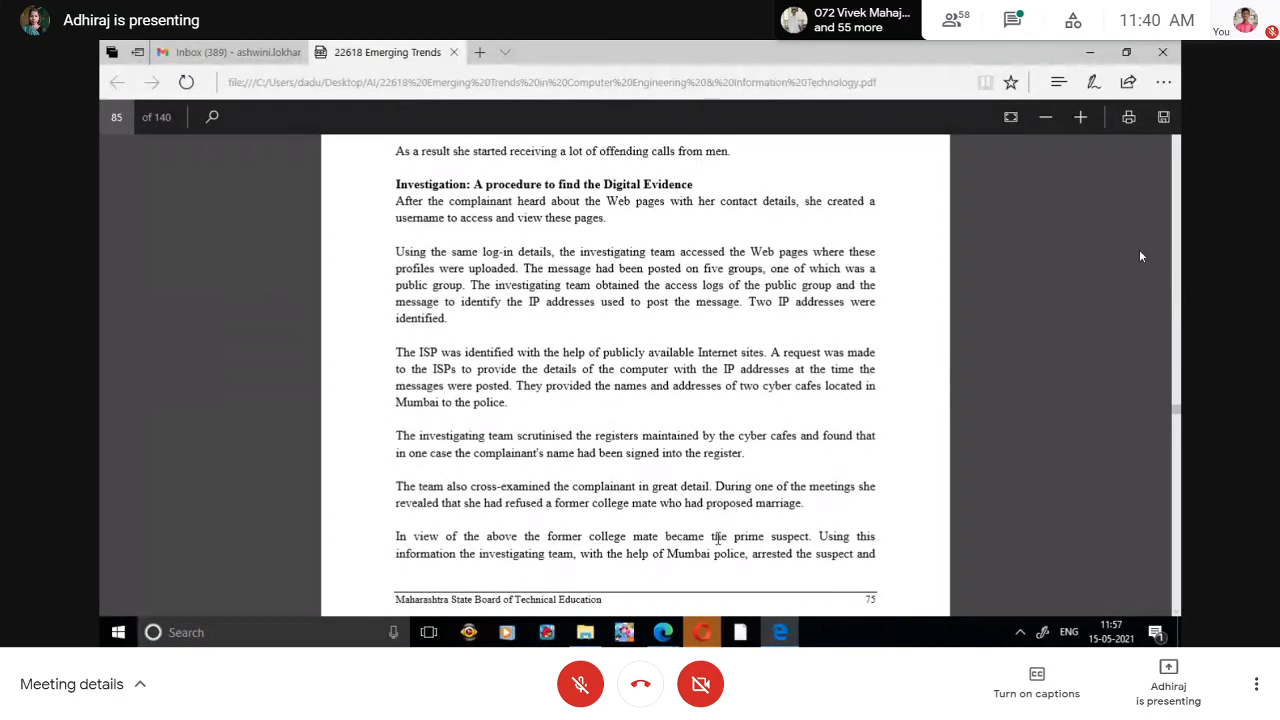 Adhiraj is presenting
072 Vivek Mahaj...
and 55 more
58
11:40 AM
You
Inbox (389) - ashwini.lokhar
22618 Emerging Trends
file:///C:/Users/dadu/Desktop/AI/22618%20Emerging%20Trends%20in%20Computer%20Engineering%20&%20Information%20Technology.pdf
85 of 140
As a result she started receiving a lot of offending calls from men.
Investigation: A procedure to find the Digital Evidence
After the complainant heard about the Web pages with her contact details, she created a
username to access and view these pages.
Using the same log-in details, the investigating team accessed the Web pages where these
profiles were uploaded. The message had been posted on five groups, one of which was a
public group. The investigating team obtained the access logs of the public group and the
message to identify the IP addresses used to post the message. Two IP addresses were
identified.
The ISP was identified with the help of publicly available Internet sites. A request was made
to the ISPs to provide the details of the computer with the IP addresses at the time the
messages were posted. They provided the names and addresses of two cyber cafes located in
Mumbai to the police.
The investigating team scrutinised the registers maintained by the cyber cafes and found that
in one case the complainant's name had been signed into the register.
The team also cross-examined the complainant in great detail. During one of the meetings she
revealed that she had refused a former college mate who had proposed marriage.
In view of the above the former college mate became the prime suspect. Using this
information the investigating team, with the help of Mumbai police, arrested the suspect and
Maharashtra State Board of Technical Education 75
Search
ENG
11:57
15-05-2021
1
Meeting details
CC
Turn on captions
Adhiraj
is presenting